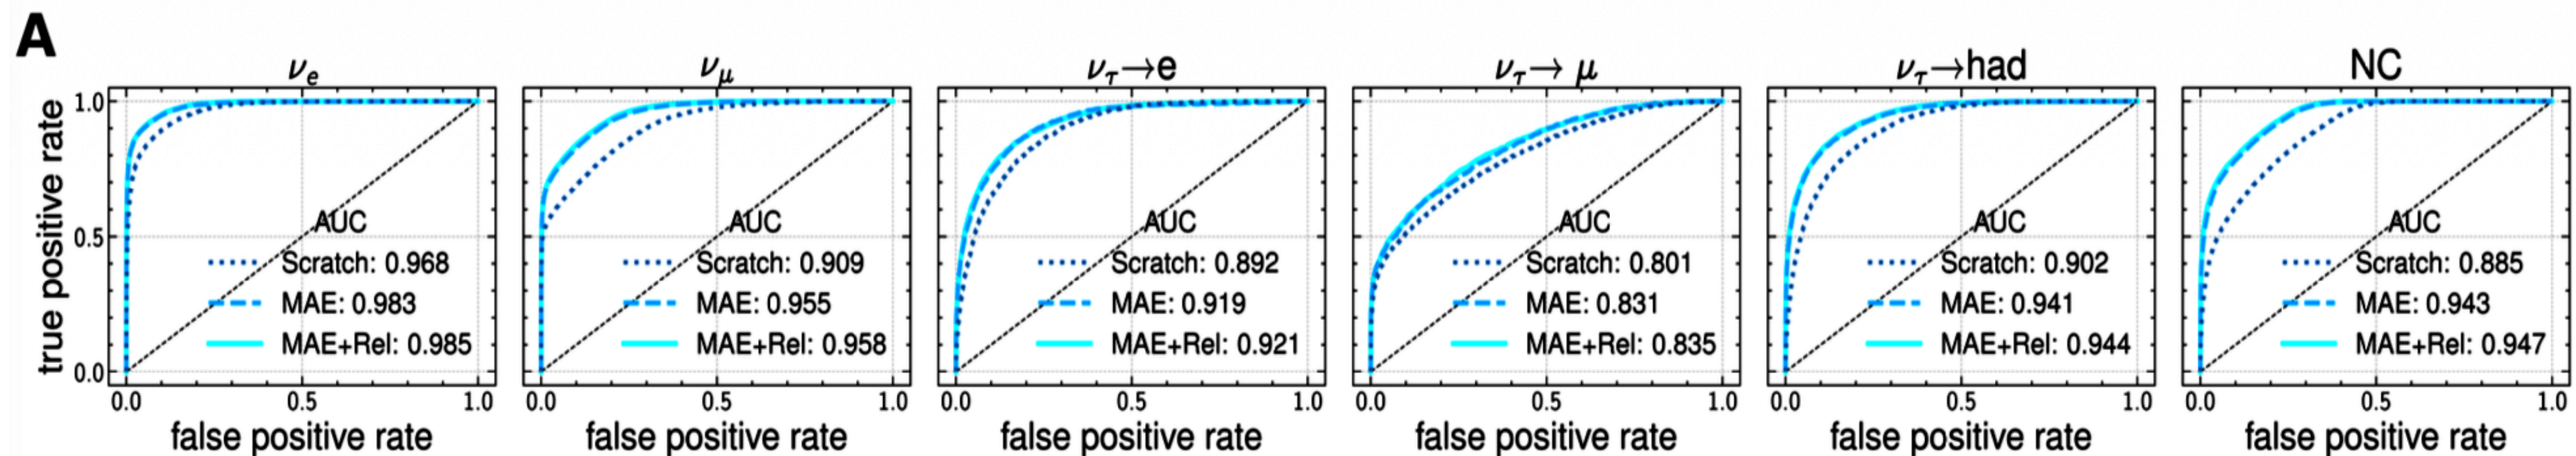 A
νe
νμ
ντ→e
ντ→ μ
ντ→had
NC
true positive rate
1.0
0.5
0.0
AUC
Scratch: 0.968
MAE: 0.983
MAE+Rel: 0.985
0.0 0.5 1.0
false positive rate
AUC
Scratch: 0.909
MAE: 0.955
MAE+Rel: 0.958
0.0 0.5 1.0
false positive rate
AUC
Scratch: 0.892
MAE: 0.919
MAE+Rel: 0.921
0.0 0.5 1.0
false positive rate
AUC
Scratch: 0.801
MAE: 0.831
MAE+Rel: 0.835
0.0 0.5 1.0
false positive rate
AUC
Scratch: 0.902
MAE: 0.941
MAE+Rel: 0.944
0.0 0.5 1.0
false positive rate
AUC
Scratch: 0.885
MAE: 0.943
MAE+Rel: 0.947
0.0 0.5 1.0
false positive rate